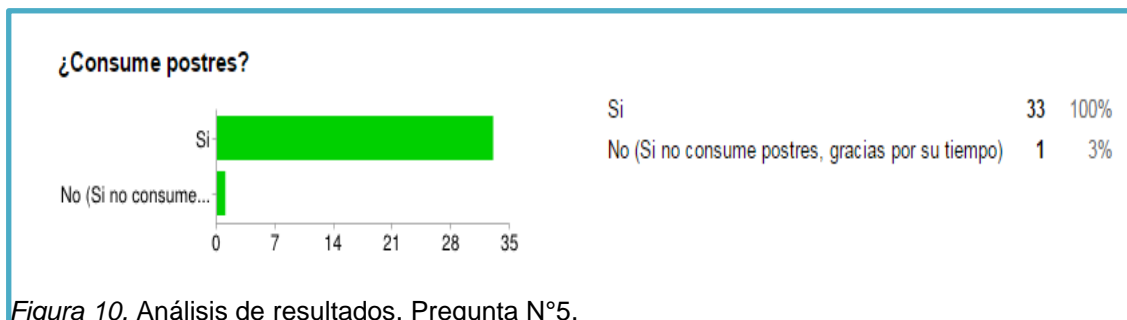 ¿Consume postres?
Si
No (Si no consume...
0 7 14 21 28 35
Si 33 100%
No (Si no consume postres, gracias por su tiempo) 1 3%
Figura 10. Análisis de resultados. Pregunta N°5.